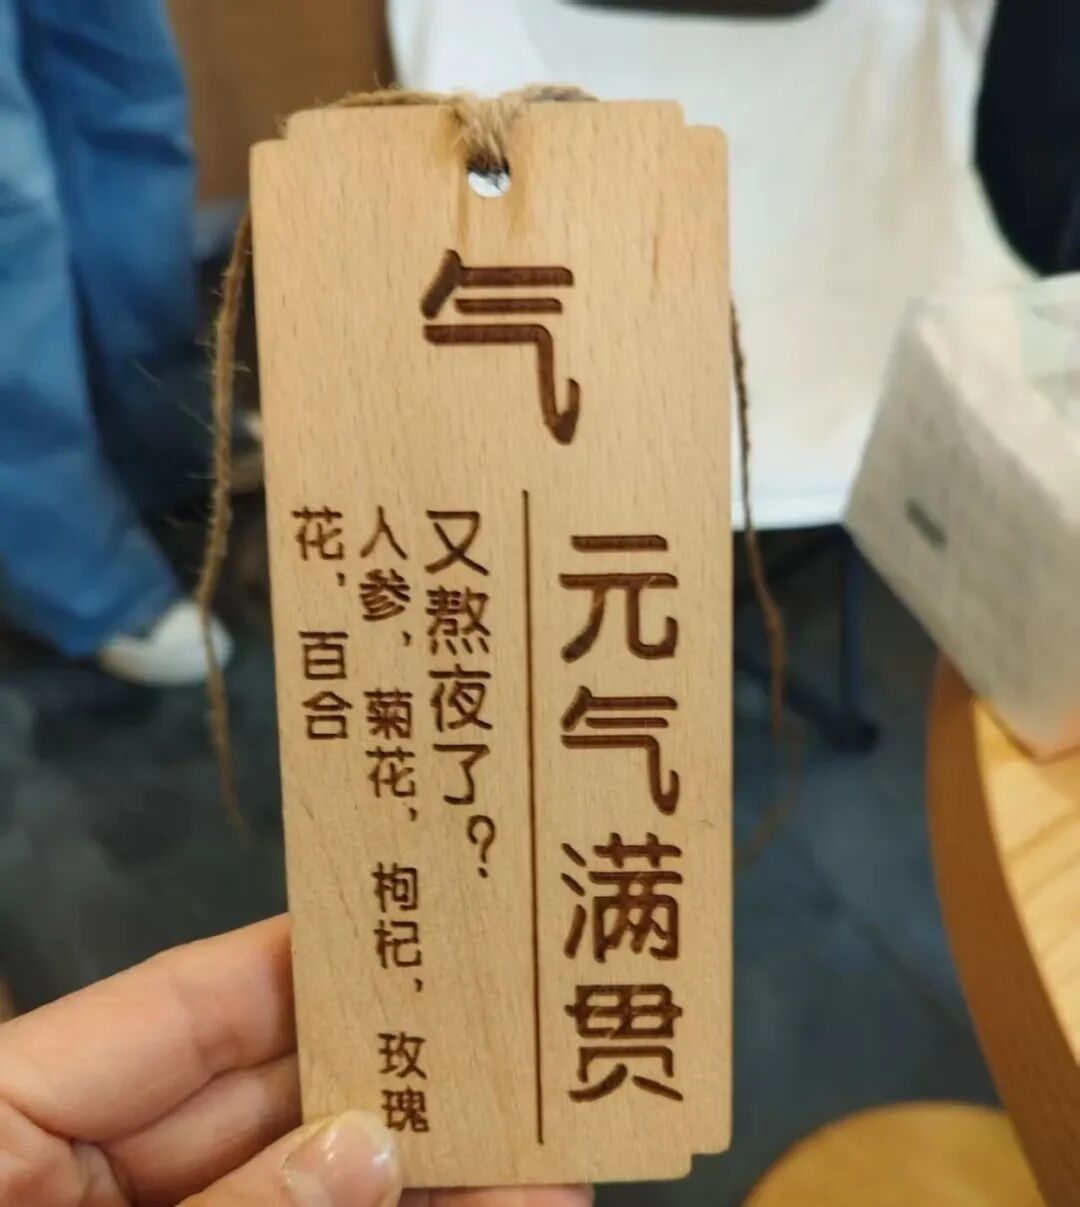 气
元气满贯
又熬夜了？
人参，菊花，枸杞，玫瑰
花，百合